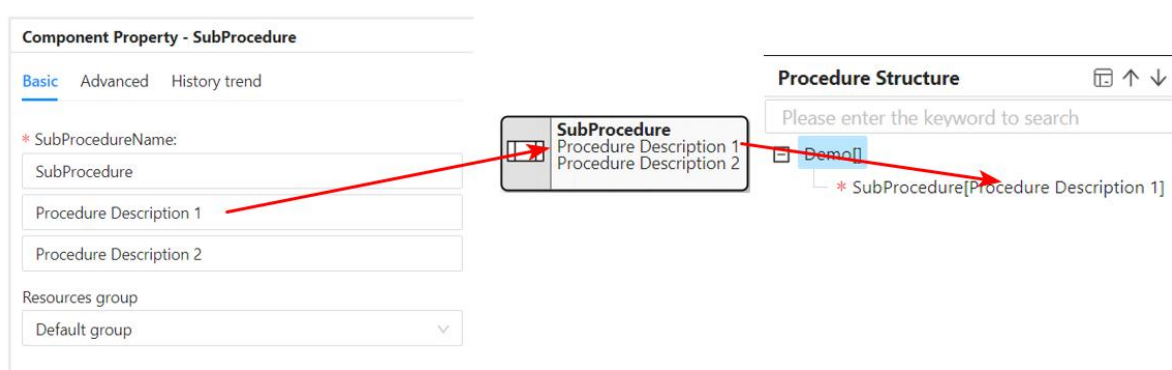 Component Property - SubProcedure
Basic Advanced History trend
* SubProcedureName:
SubProcedure
Procedure Description 1
Procedure Description 2
Resources group
Default group
SubProcedure
Procedure Description 1
Procedure Description 2
Procedure Structure
Please enter the keyword to search
Demo[]
* SubProcedure[Procedure Description 1]